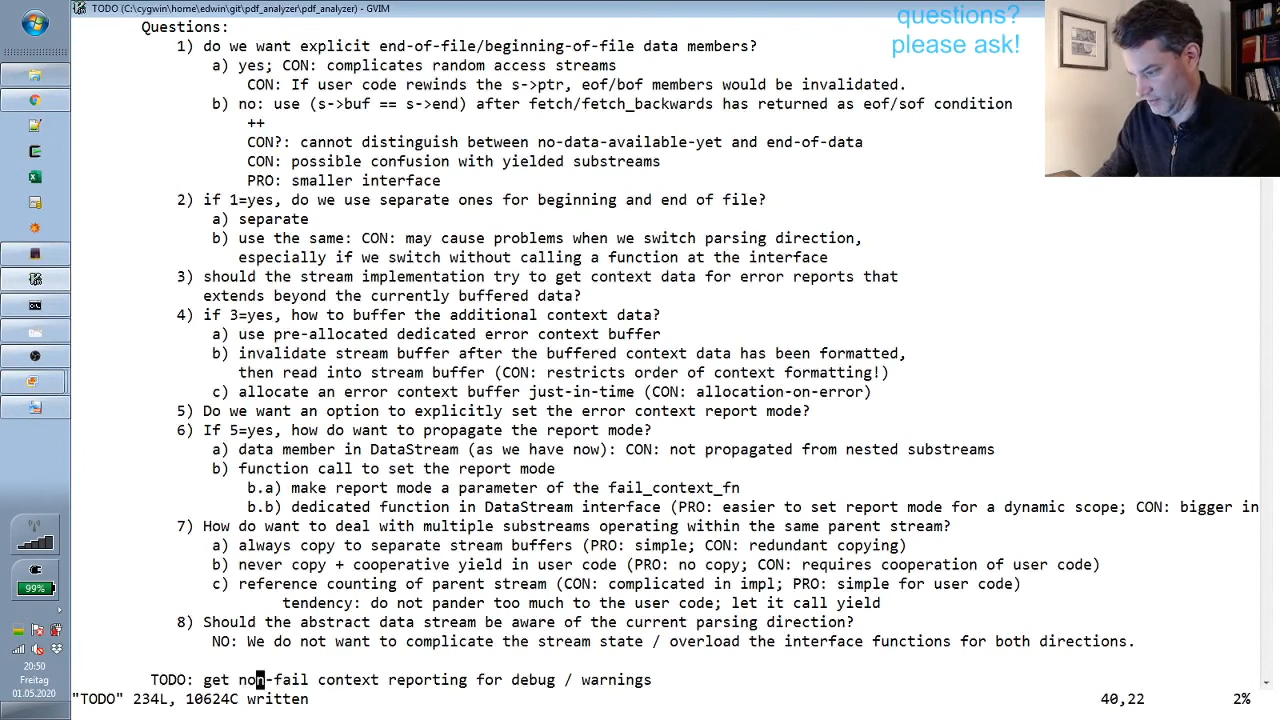 TODO (C:\cygwin\home\edwin\git\pdf_analyzer\pdf_analyzer) - GVIM
questions?
please ask!
Questions:
1) do we want explicit end-of-file/beginning-of-file data members?
a) yes; CON: complicates random access streams
CON: If user code rewinds the s->ptr, eof/bof members would be invalidated.
b) no: use (s->buf == s->end) after fetch/fetch_backwards has returned as eof/sof condition
++
CON?: cannot distinguish between no-data-available-yet and end-of-data
CON: possible confusion with yielded substreams
PRO: smaller interface
2) if 1=yes, do we use separate ones for beginning and end of file?
a) separate
b) use the same: CON: may cause problems when we switch parsing direction,
especially if we switch without calling a function at the interface
3) should the stream implementation try to get context data for error reports that
extends beyond the currently buffered data?
4) if 3=yes, how to buffer the additional context data?
a) use pre-allocated dedicated error context buffer
b) invalidate stream buffer after the buffered context data has been formatted,
then read into stream buffer (CON: restricts order of context formatting!)
c) allocate an error context buffer just-in-time (CON: allocation-on-error)
5) Do we want an option to explicitly set the error context report mode?
6) If 5=yes, how do want to propagate the report mode?
a) data member in DataStream (as we have now): CON: not propagated from nested substreams
b) function call to set the report mode
b.a) make report mode a parameter of the fail_context_fn
b.b) dedicated function in DataStream interface (PRO: easier to set report mode for a dynamic scope; CON: bigger in
7) How do want to deal with multiple substreams operating within the same parent stream?
a) always copy to separate stream buffers (PRO: simple; CON: redundant copying)
b) never copy + cooperative yield in user code (PRO: no copy; CON: requires cooperation of user code)
c) reference counting of parent stream (CON: complicated in impl; PRO: simple for user code)
tendency: do not pander too much to the user code; let it call yield
8) Should the abstract data stream be aware of the current parsing direction?
NO: We do not want to complicate the stream state / overload the interface functions for both directions.
TODO: get non-fail context reporting for debug / warnings
"TODO" 234L, 10624C written
40,22
2%
99%
20:50
Freitag
01.05.2020